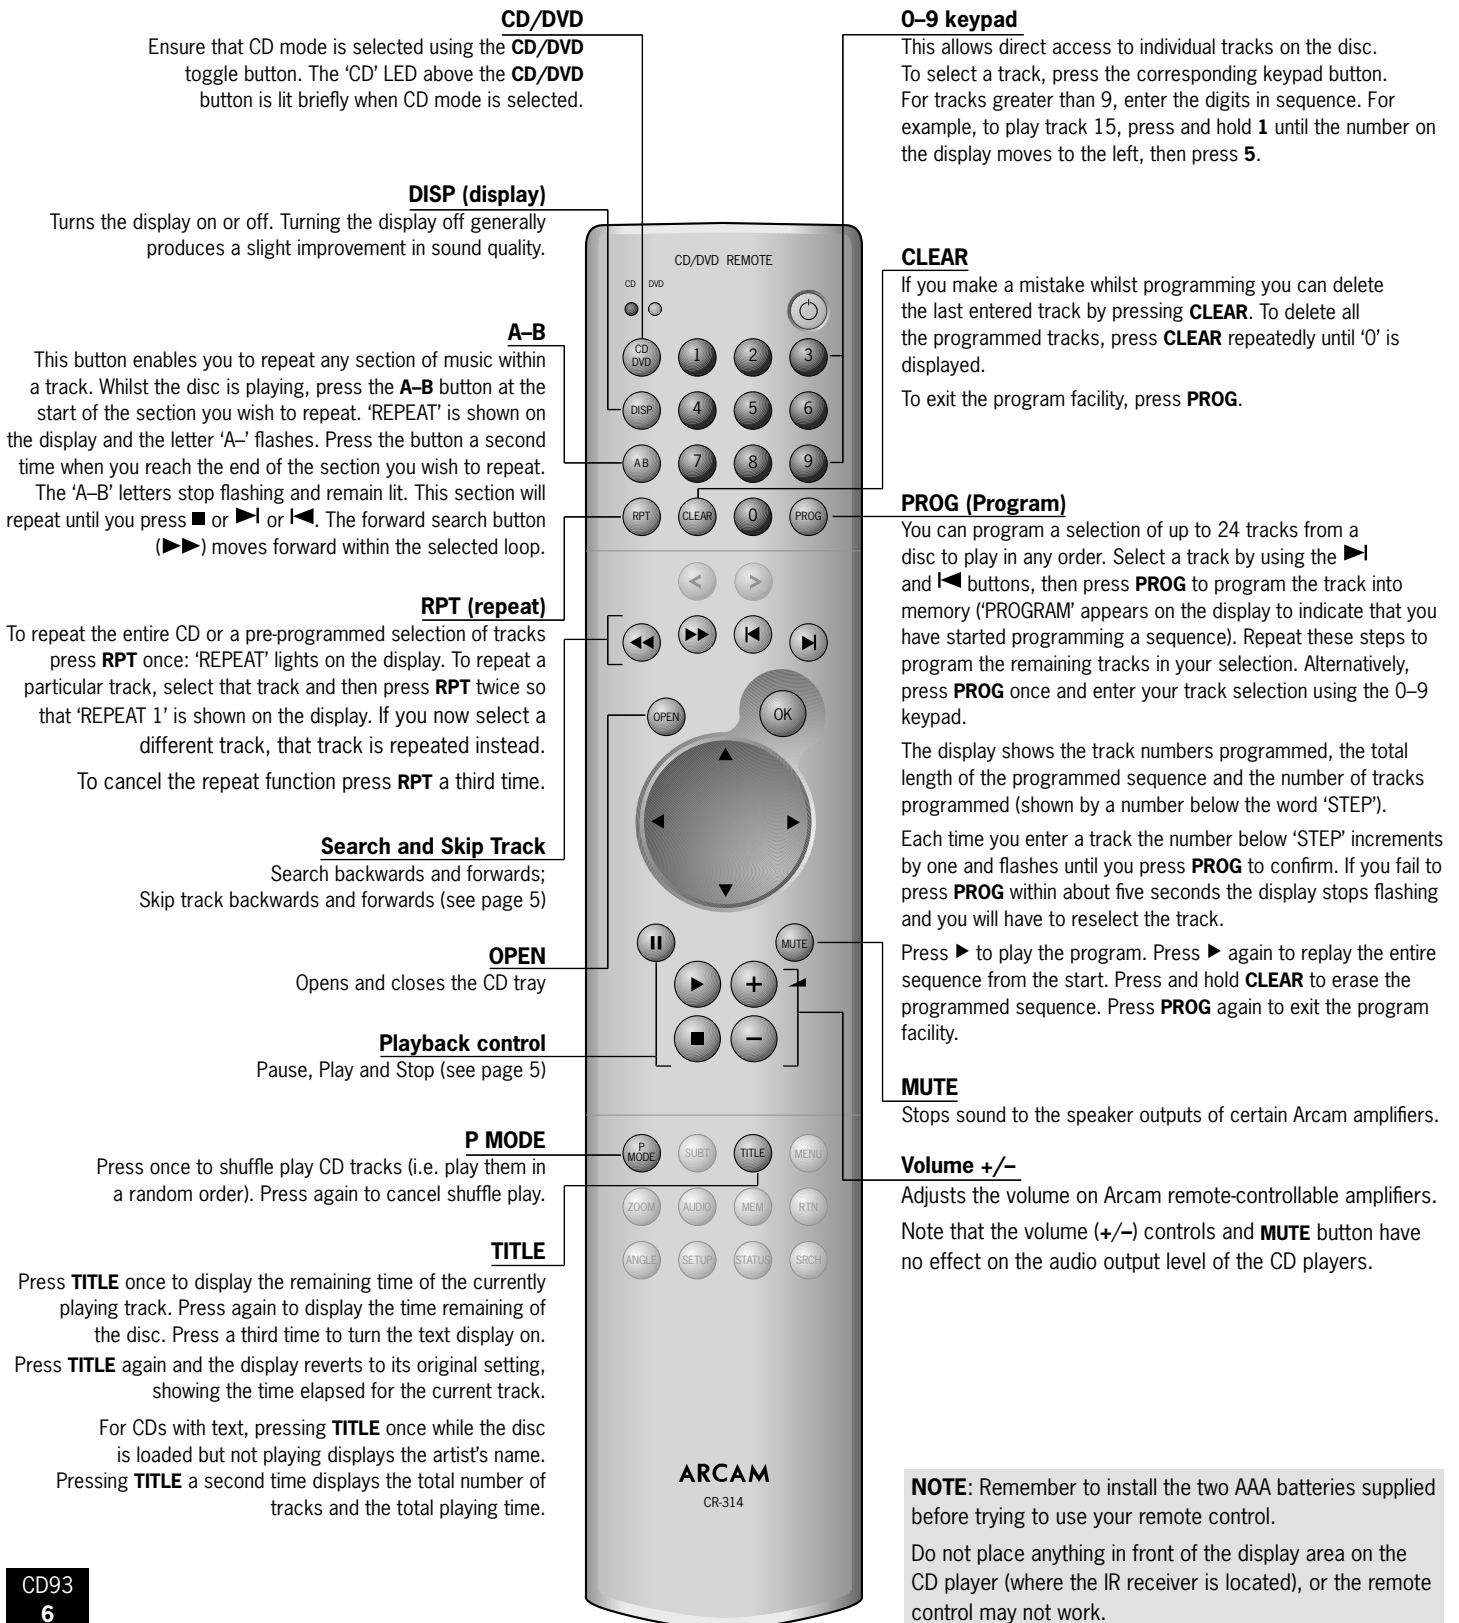 CD/DVD
Ensure that CD mode is selected using the CD/DVD
toggle button. The ‘CD’ LED above the CD/DVD
button is lit briefly when CD mode is selected.
DISP (display)
Turns the display on or off. Turning the display off generally
produces a slight improvement in sound quality.
A–B
This button enables you to repeat any section of music within
a track. Whilst the disc is playing, press the A–B button at the
start of the section you wish to repeat. ‘REPEAT’ is shown on
the display and the letter ‘A–’ flashes. Press the button a second
time when you reach the end of the section you wish to repeat.
The ‘A–B’ letters stop flashing and remain lit. This section will
repeat until you press ■ or ▶| or |◀. The forward search button
(▶▶) moves forward within the selected loop.
RPT (repeat)
To repeat the entire CD or a pre-programmed selection of tracks
press RPT once: ‘REPEAT’ lights on the display. To repeat a
particular track, select that track and then press RPT twice so
that ‘REPEAT 1’ is shown on the display. If you now select a
different track, that track is repeated instead.
To cancel the repeat function press RPT a third time.
Search and Skip Track
Search backwards and forwards;
Skip track backwards and forwards (see page 5)
OPEN
Opens and closes the CD tray
Playback control
Pause, Play and Stop (see page 5)
P MODE
Press once to shuffle play CD tracks (i.e. play them in
a random order). Press again to cancel shuffle play.
TITLE
Press TITLE once to display the remaining time of the currently
playing track. Press again to display the time remaining of
the disc. Press a third time to turn the text display on.
Press TITLE again and the display reverts to its original setting,
showing the time elapsed for the current track.
For CDs with text, pressing TITLE once while the disc
is loaded but not playing displays the artist’s name.
Pressing TITLE a second time displays the total number of
tracks and the total playing time.
CD93
6
CD/DVD REMOTE
CD DVD
CD
DVD
1 2 3
DISP 4 5 6
A B 7 8 9
RPT CLEAR 0 PROG
< >
◀◀ ▶▶ |◀ ▶|
OPEN OK
MUTE
+
−
P
MODE
SUBT TITLE MENU
ZOOM AUDIO MEM RTN
ANGLE SETUP STATUS SRCH
ARCAM
CR-314
0–9 keypad
This allows direct access to individual tracks on the disc.
To select a track, press the corresponding keypad button.
For tracks greater than 9, enter the digits in sequence. For
example, to play track 15, press and hold 1 until the number on
the display moves to the left, then press 5.
CLEAR
If you make a mistake whilst programming you can delete
the last entered track by pressing CLEAR. To delete all
the programmed tracks, press CLEAR repeatedly until ‘0’ is
displayed.
To exit the program facility, press PROG.
PROG (Program)
You can program a selection of up to 24 tracks from a
disc to play in any order. Select a track by using the ▶|
and |◀ buttons, then press PROG to program the track into
memory (‘PROGRAM’ appears on the display to indicate that you
have started programming a sequence). Repeat these steps to
program the remaining tracks in your selection. Alternatively,
press PROG once and enter your track selection using the 0–9
keypad.
The display shows the track numbers programmed, the total
length of the programmed sequence and the number of tracks
programmed (shown by a number below the word ‘STEP’).
Each time you enter a track the number below ‘STEP’ increments
by one and flashes until you press PROG to confirm. If you fail to
press PROG within about five seconds the display stops flashing
and you will have to reselect the track.
Press ▶ to play the program. Press ▶ again to replay the entire
sequence from the start. Press and hold CLEAR to erase the
programmed sequence. Press PROG again to exit the program
facility.
MUTE
Stops sound to the speaker outputs of certain Arcam amplifiers.
Volume +/–
Adjusts the volume on Arcam remote-controllable amplifiers.
Note that the volume (+/–) controls and MUTE button have
no effect on the audio output level of the CD players.
NOTE: Remember to install the two AAA batteries supplied
before trying to use your remote control.
Do not place anything in front of the display area on the
CD player (where the IR receiver is located), or the remote
control may not work.